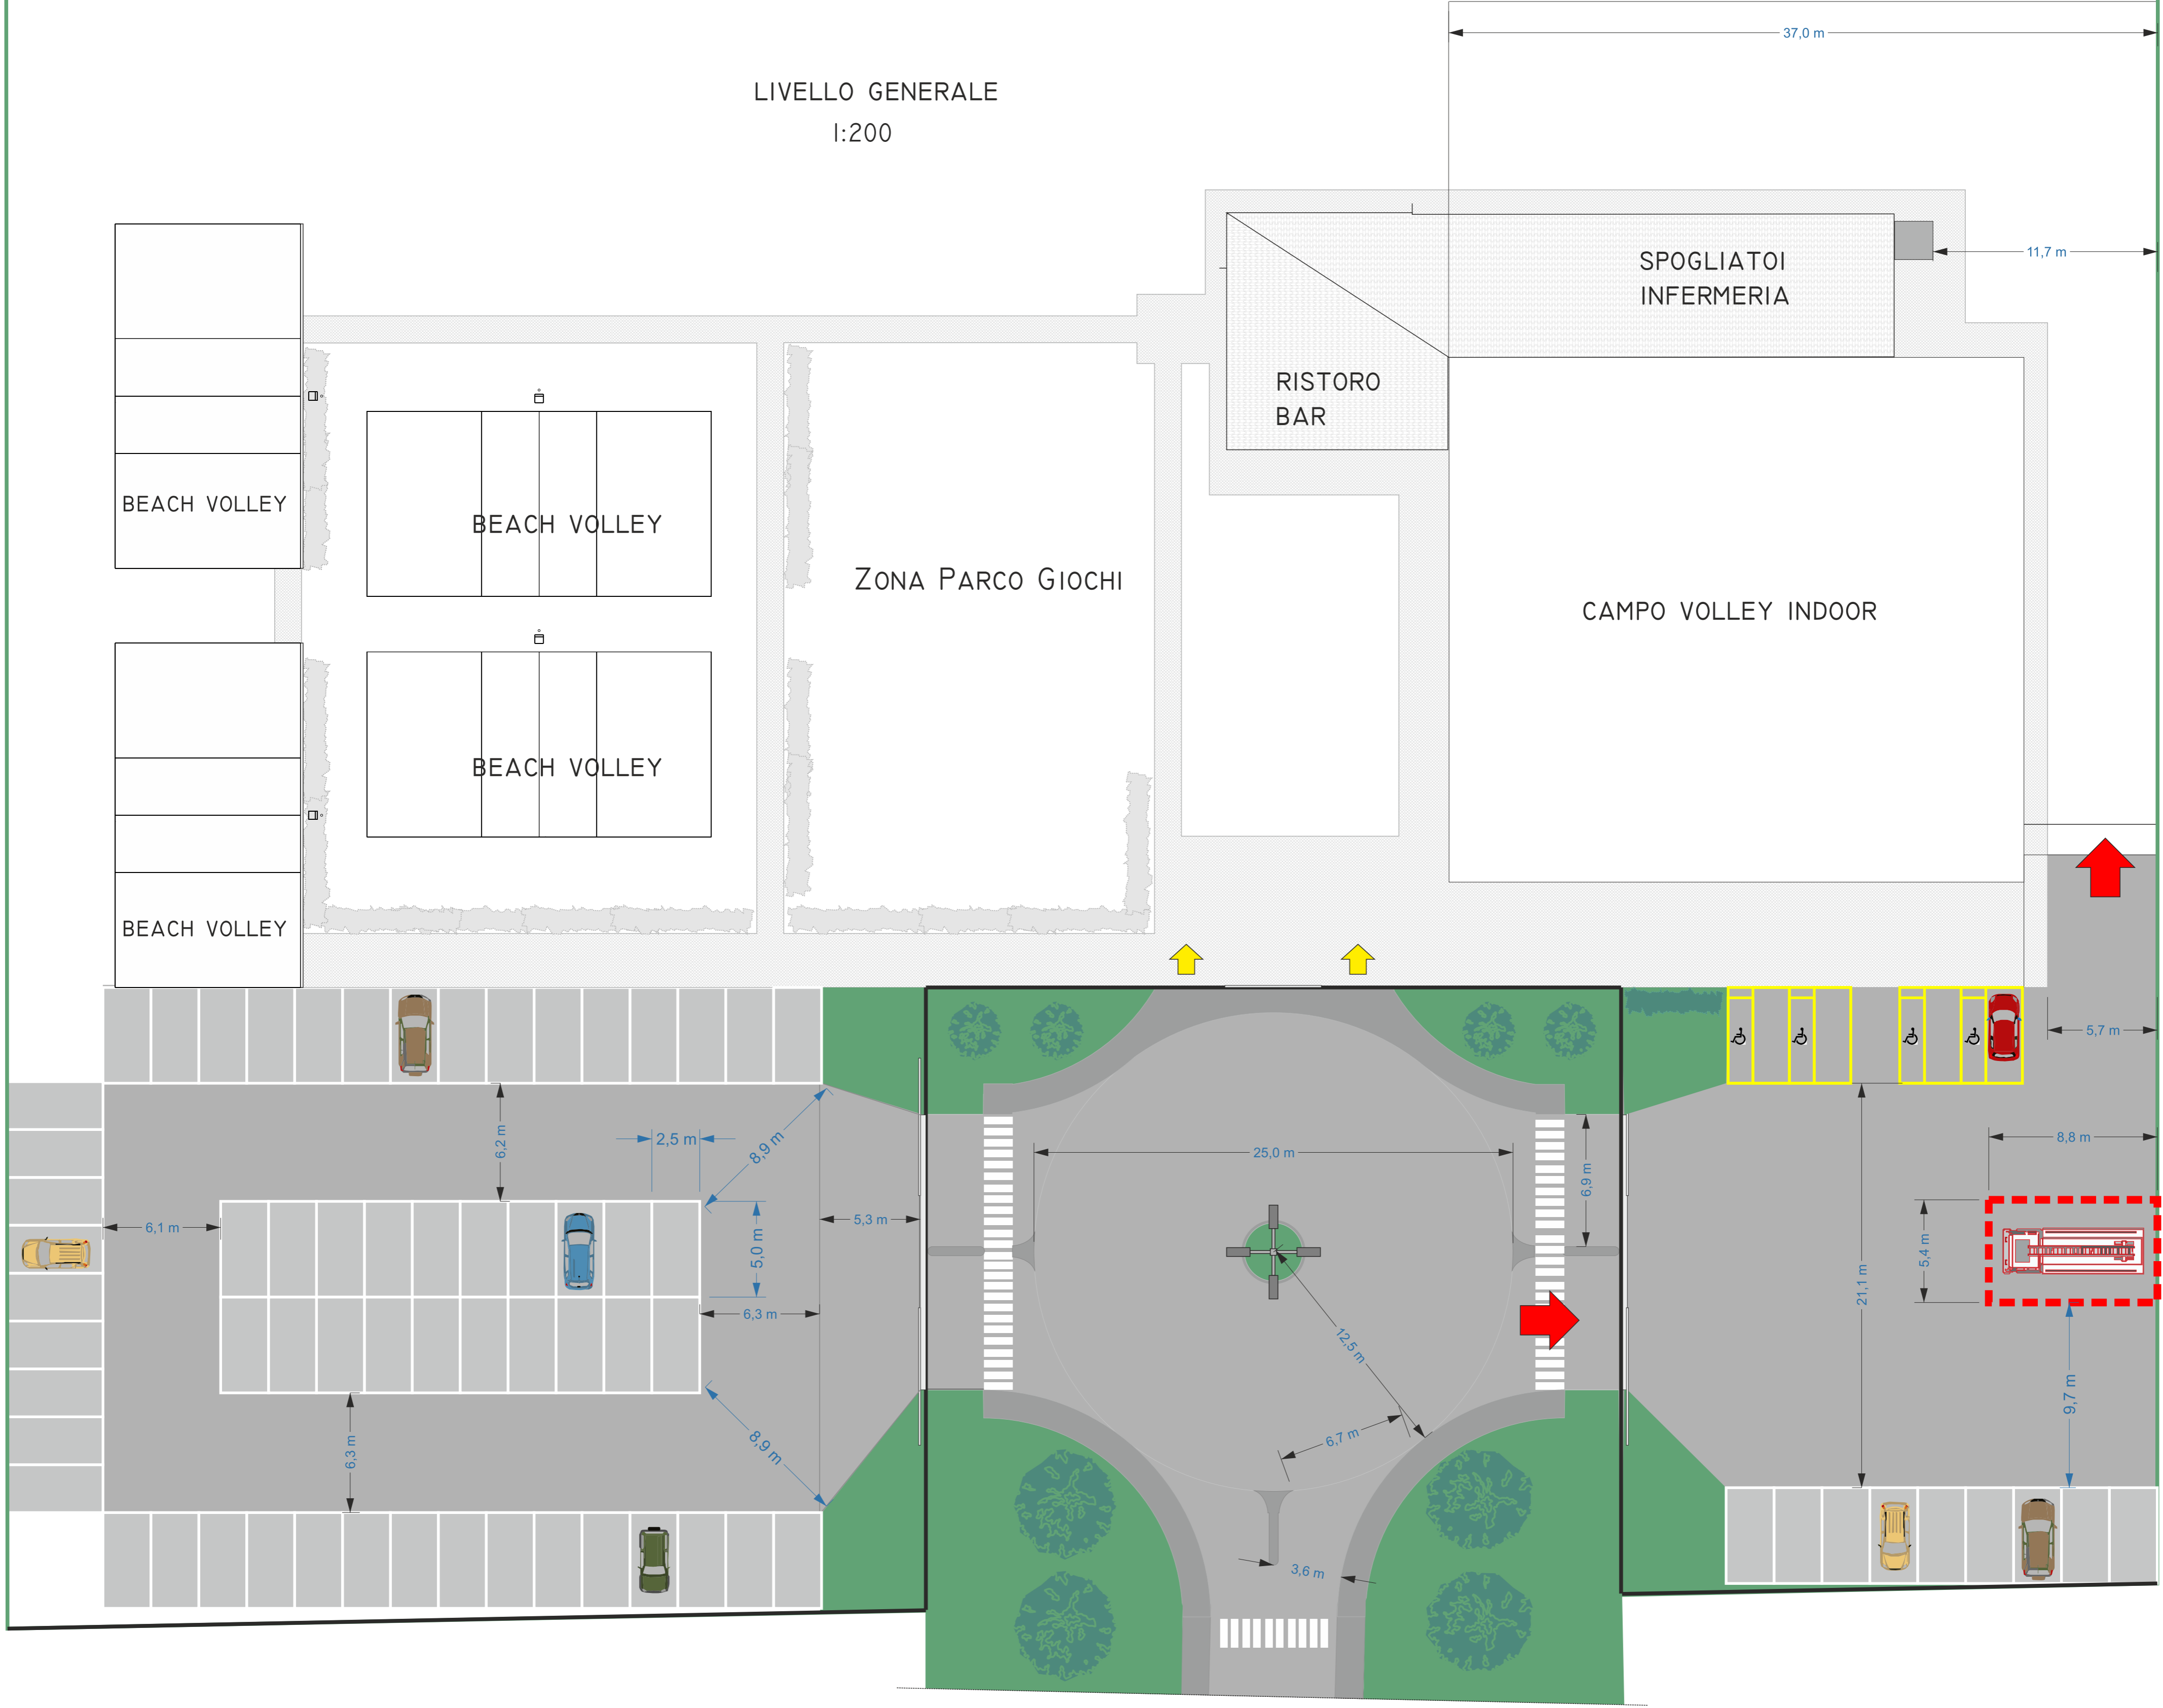 37,0 m
LIVELLO GENERALE
1:200
11,7 m
SPOGLIATOI
INFERMERIA
RISTORO
BAR
BEACH VOLLEY
BEACH VOLLEY
ZONA PARCO GIOCHI
CAMPO VOLLEY INDOOR
BEACH VOLLEY
BEACH VOLLEY
5,7 m
6,2 m
2,5 m
8,9 m
25,0 m
6,9 m
8,8 m
6,1 m
5,0 m
5,3 m
5,4 m
6,3 m
21,1 m
12,5 m
9,7 m
6,3 m
8,9 m
6,7 m
3,6 m